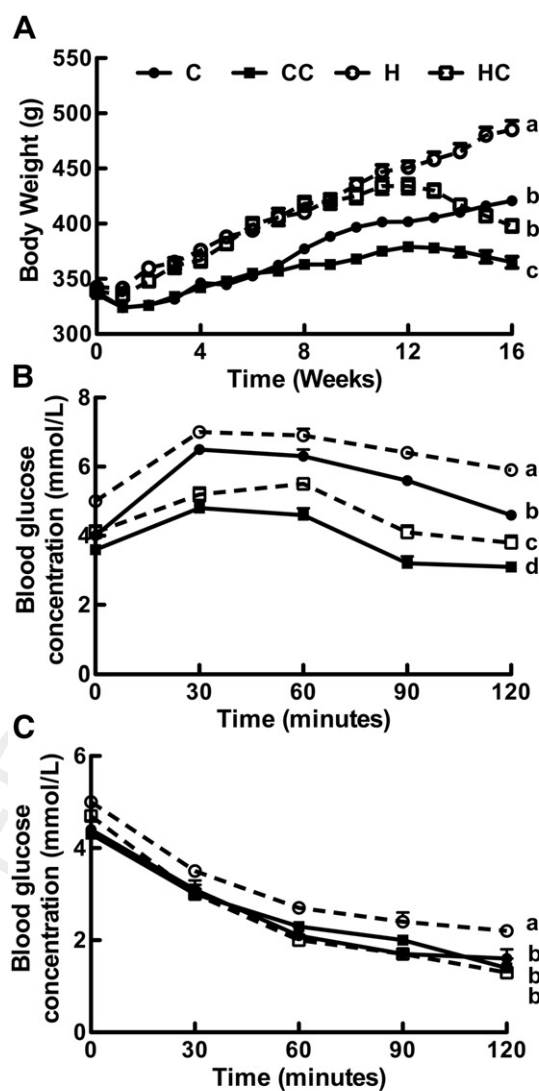 A
C CC H HC
Body Weight (g)
550
500
450
400
350
300
0 4 8 12 16
Time (Weeks)
a
b
b
c
B
Blood glucose
concentration (mmol/L)
8
6
4
2
0
0 30 60 90 120
Time (minutes)
a
b
c
d
C
Blood glucose
concentration (mmol/L)
6
4
2
0
0 30 60 90 120
Time (minutes)
a
b
b
b